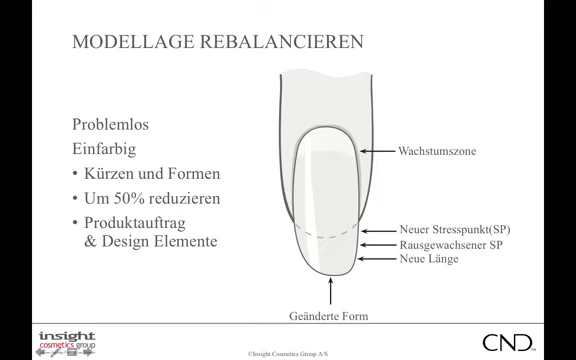 MODELLAGE REBALANCIEREN
Problemlos
Einfarbig
• Kürzen und Formen
• Um 50% reduzieren
• Produktauftrag
& Design Elemente
Wachstumszone
Neuer Stresspunkt(SP)
Rausgewachsener SP
Neue Länge
Geänderte Form
insight
cosmetics group
©Insight Cosmetics Group A/S
CND